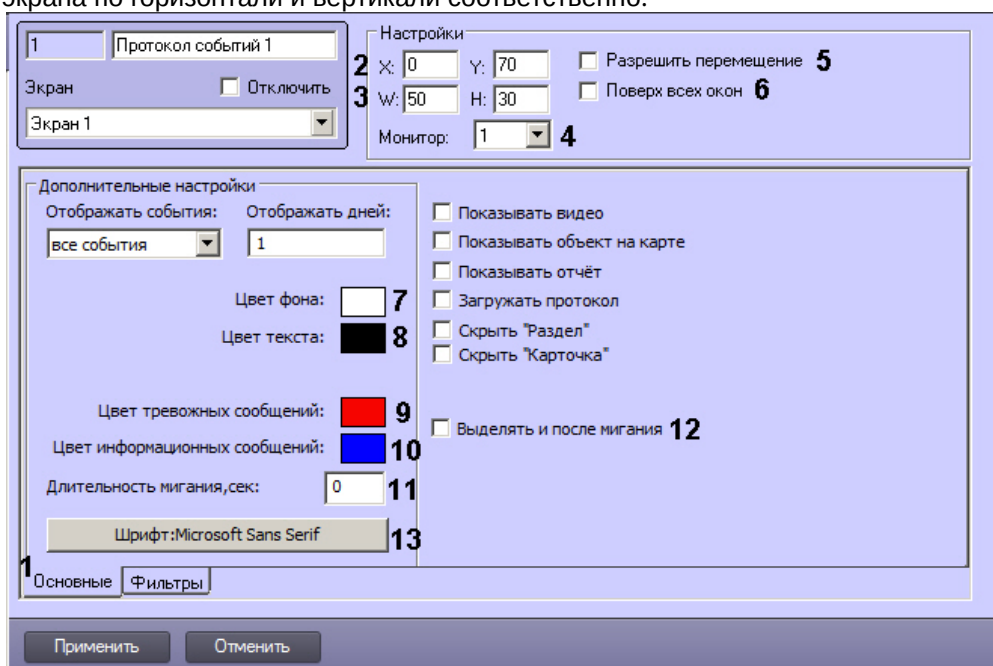 экрана по горизонтали и вертикали соответственно.
1 Протокол событий 1
Экран Отключить
Экран 1
Настройки
2 X: 0 Y: 70 Разрешить перемещение 5
3 W: 50 H: 30 Поверх всех окон 6
Монитор: 1 4
Дополнительные настройки
Отображать события: Отображать дней:
все события 1
Цвет фона: 7
Цвет текста: 8
Цвет тревожных сообщений: 9
Цвет информационных сообщений: 10
Длительность мигания,сек: 0 11
Шрифт:Microsoft Sans Serif 13
Показывать видео
Показывать объект на карте
Показывать отчёт
Загружать протокол
Скрыть "Раздел"
Скрыть "Карточка"
Выделять и после мигания 12
1 Основные Фильтры
Применить Отменить